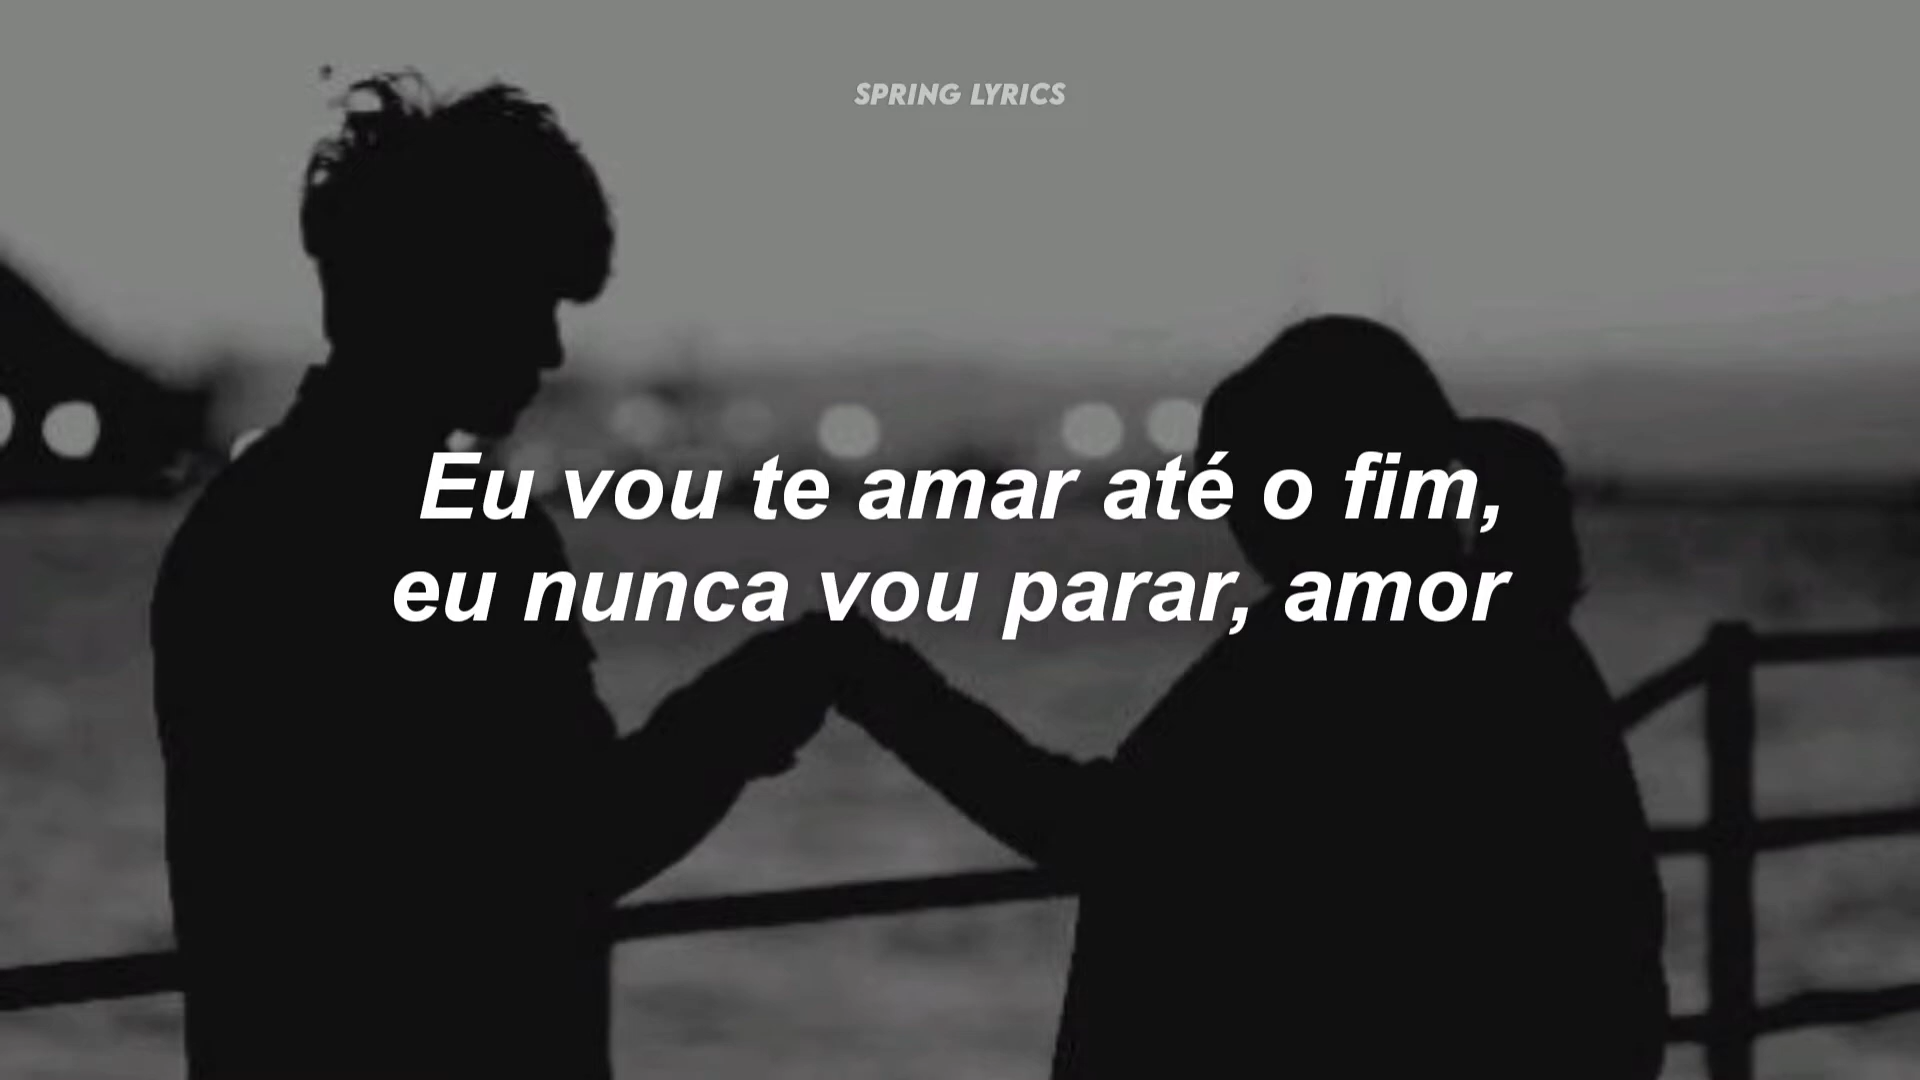 SPRING LYRICS
Eu vou te amar até o fim,
eu nunca vou parar, amor